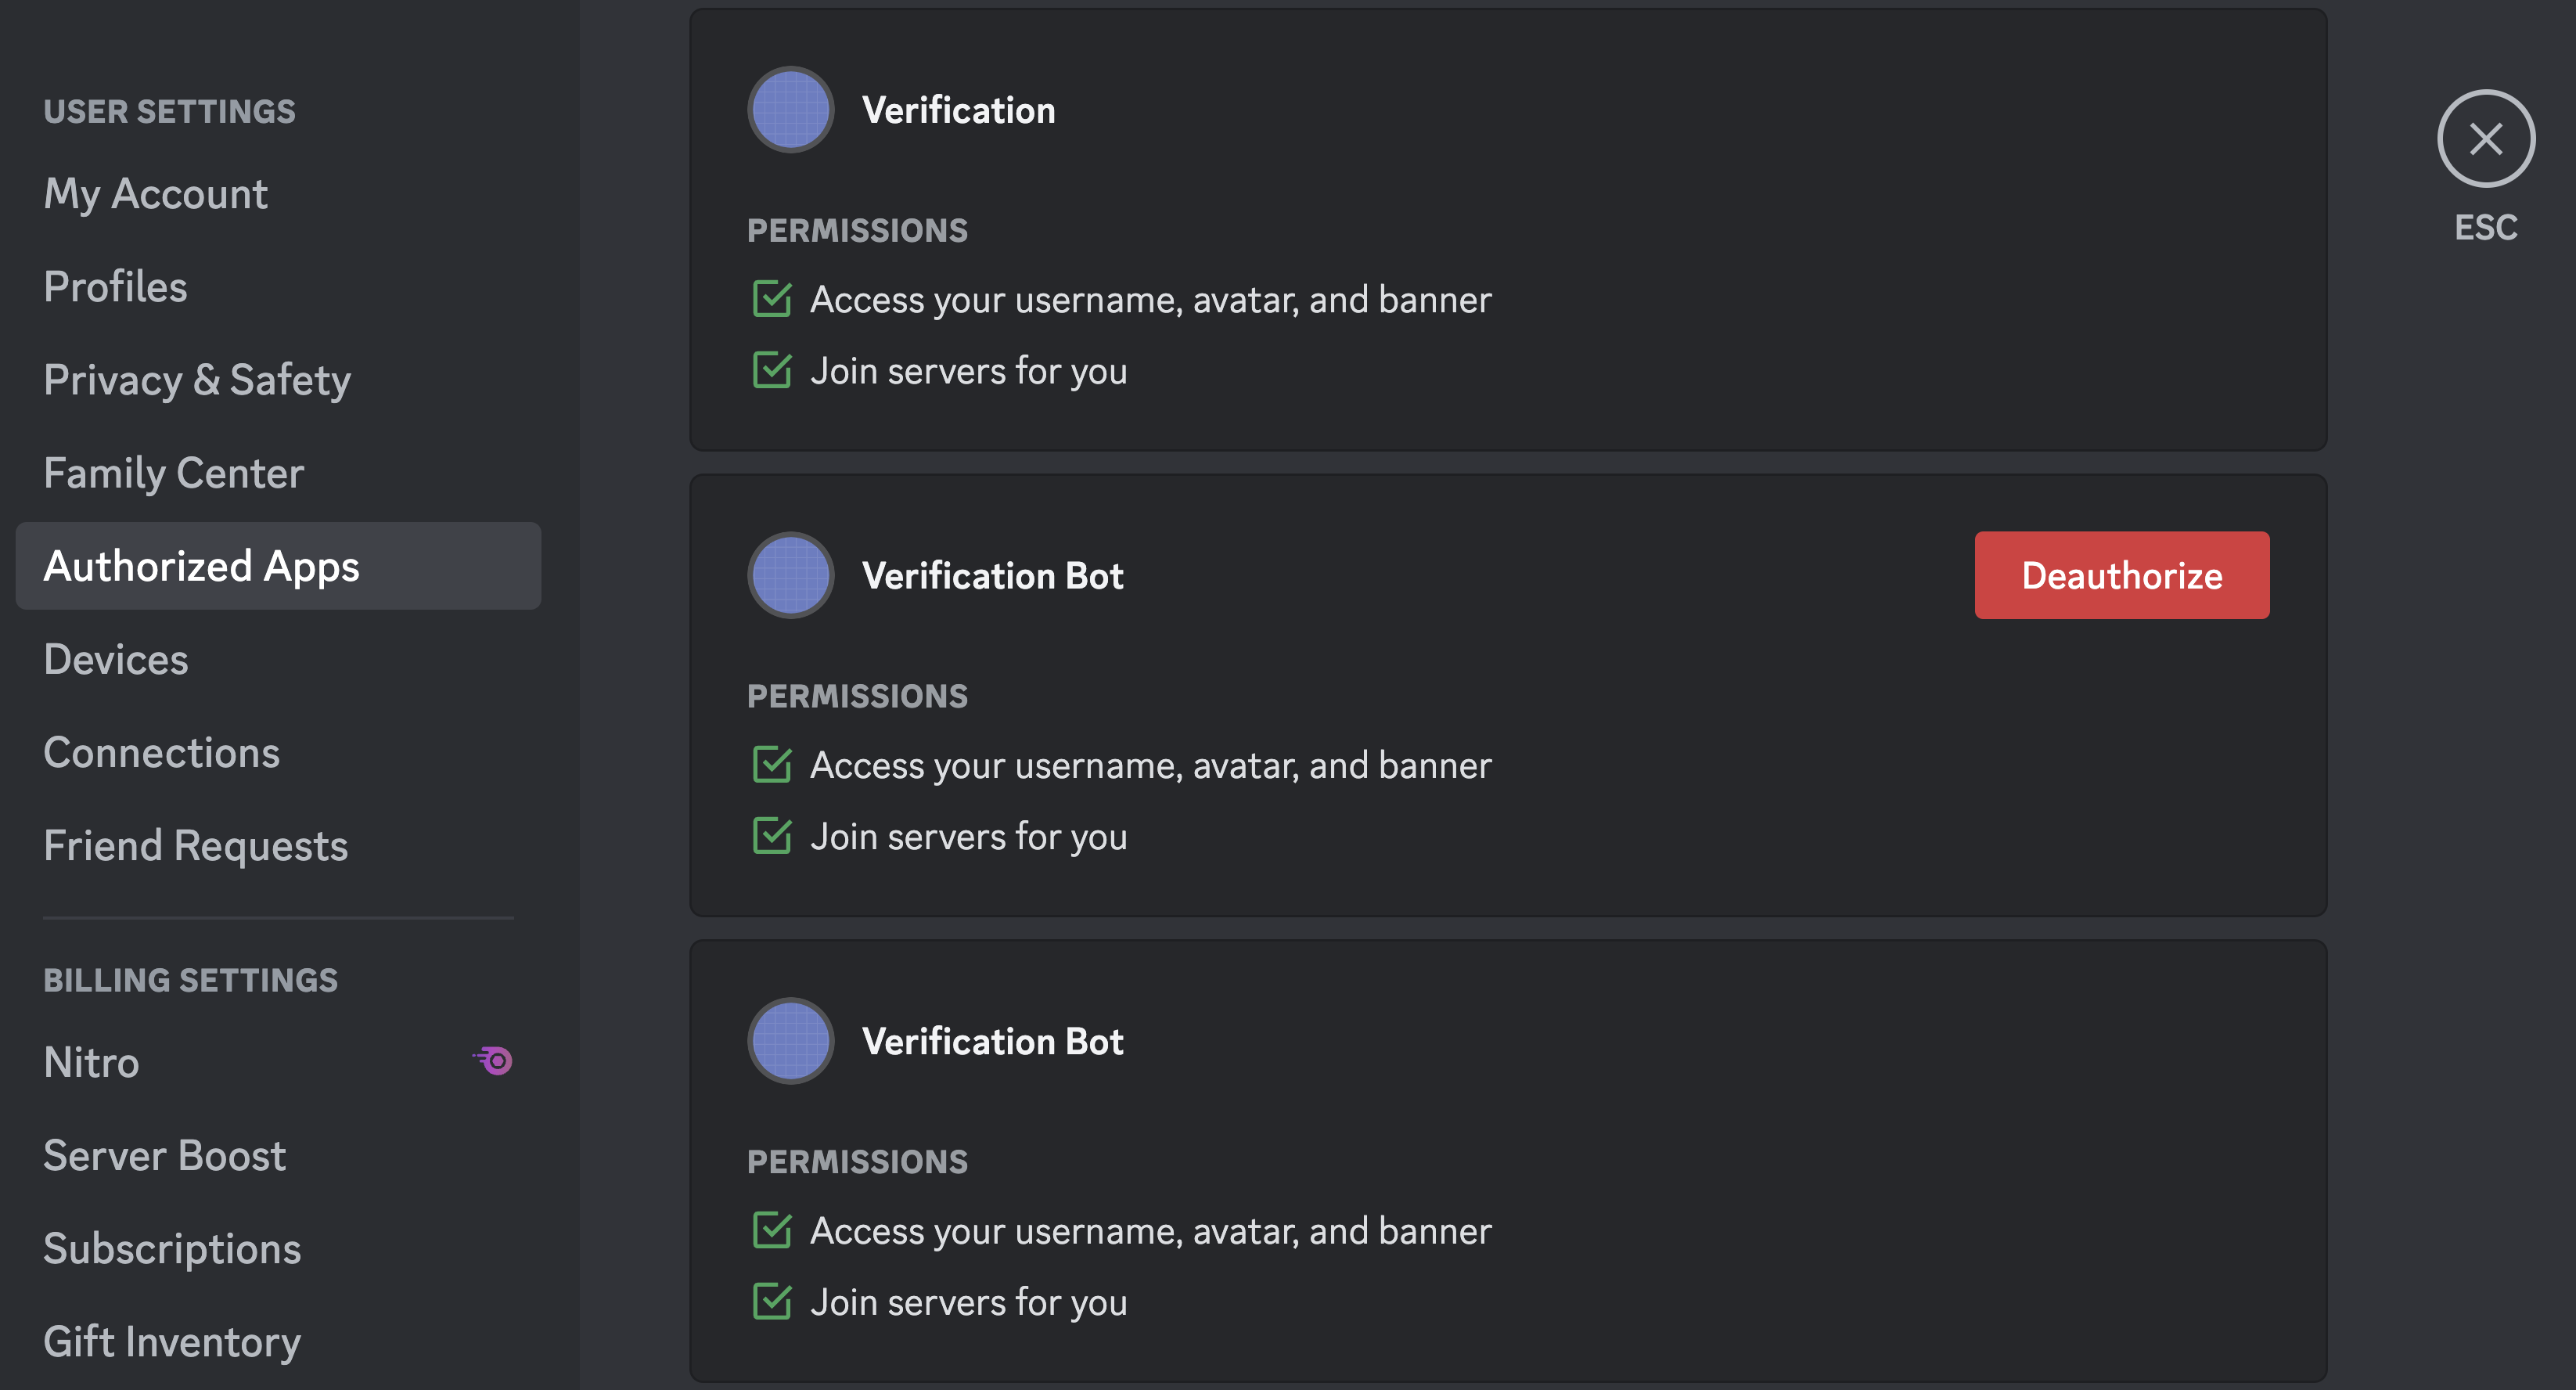 USER SETTINGS
My Account
Profiles
Privacy & Safety
Family Center
Authorized Apps
Devices
Connections
Friend Requests
BILLING SETTINGS
Nitro
Server Boost
Subscriptions
Gift Inventory
Verification
PERMISSIONS
Access your username, avatar, and banner
Join servers for you
Verification Bot
Deauthorize
PERMISSIONS
Access your username, avatar, and banner
Join servers for you
Verification Bot
PERMISSIONS
Access your username, avatar, and banner
Join servers for you
ESC